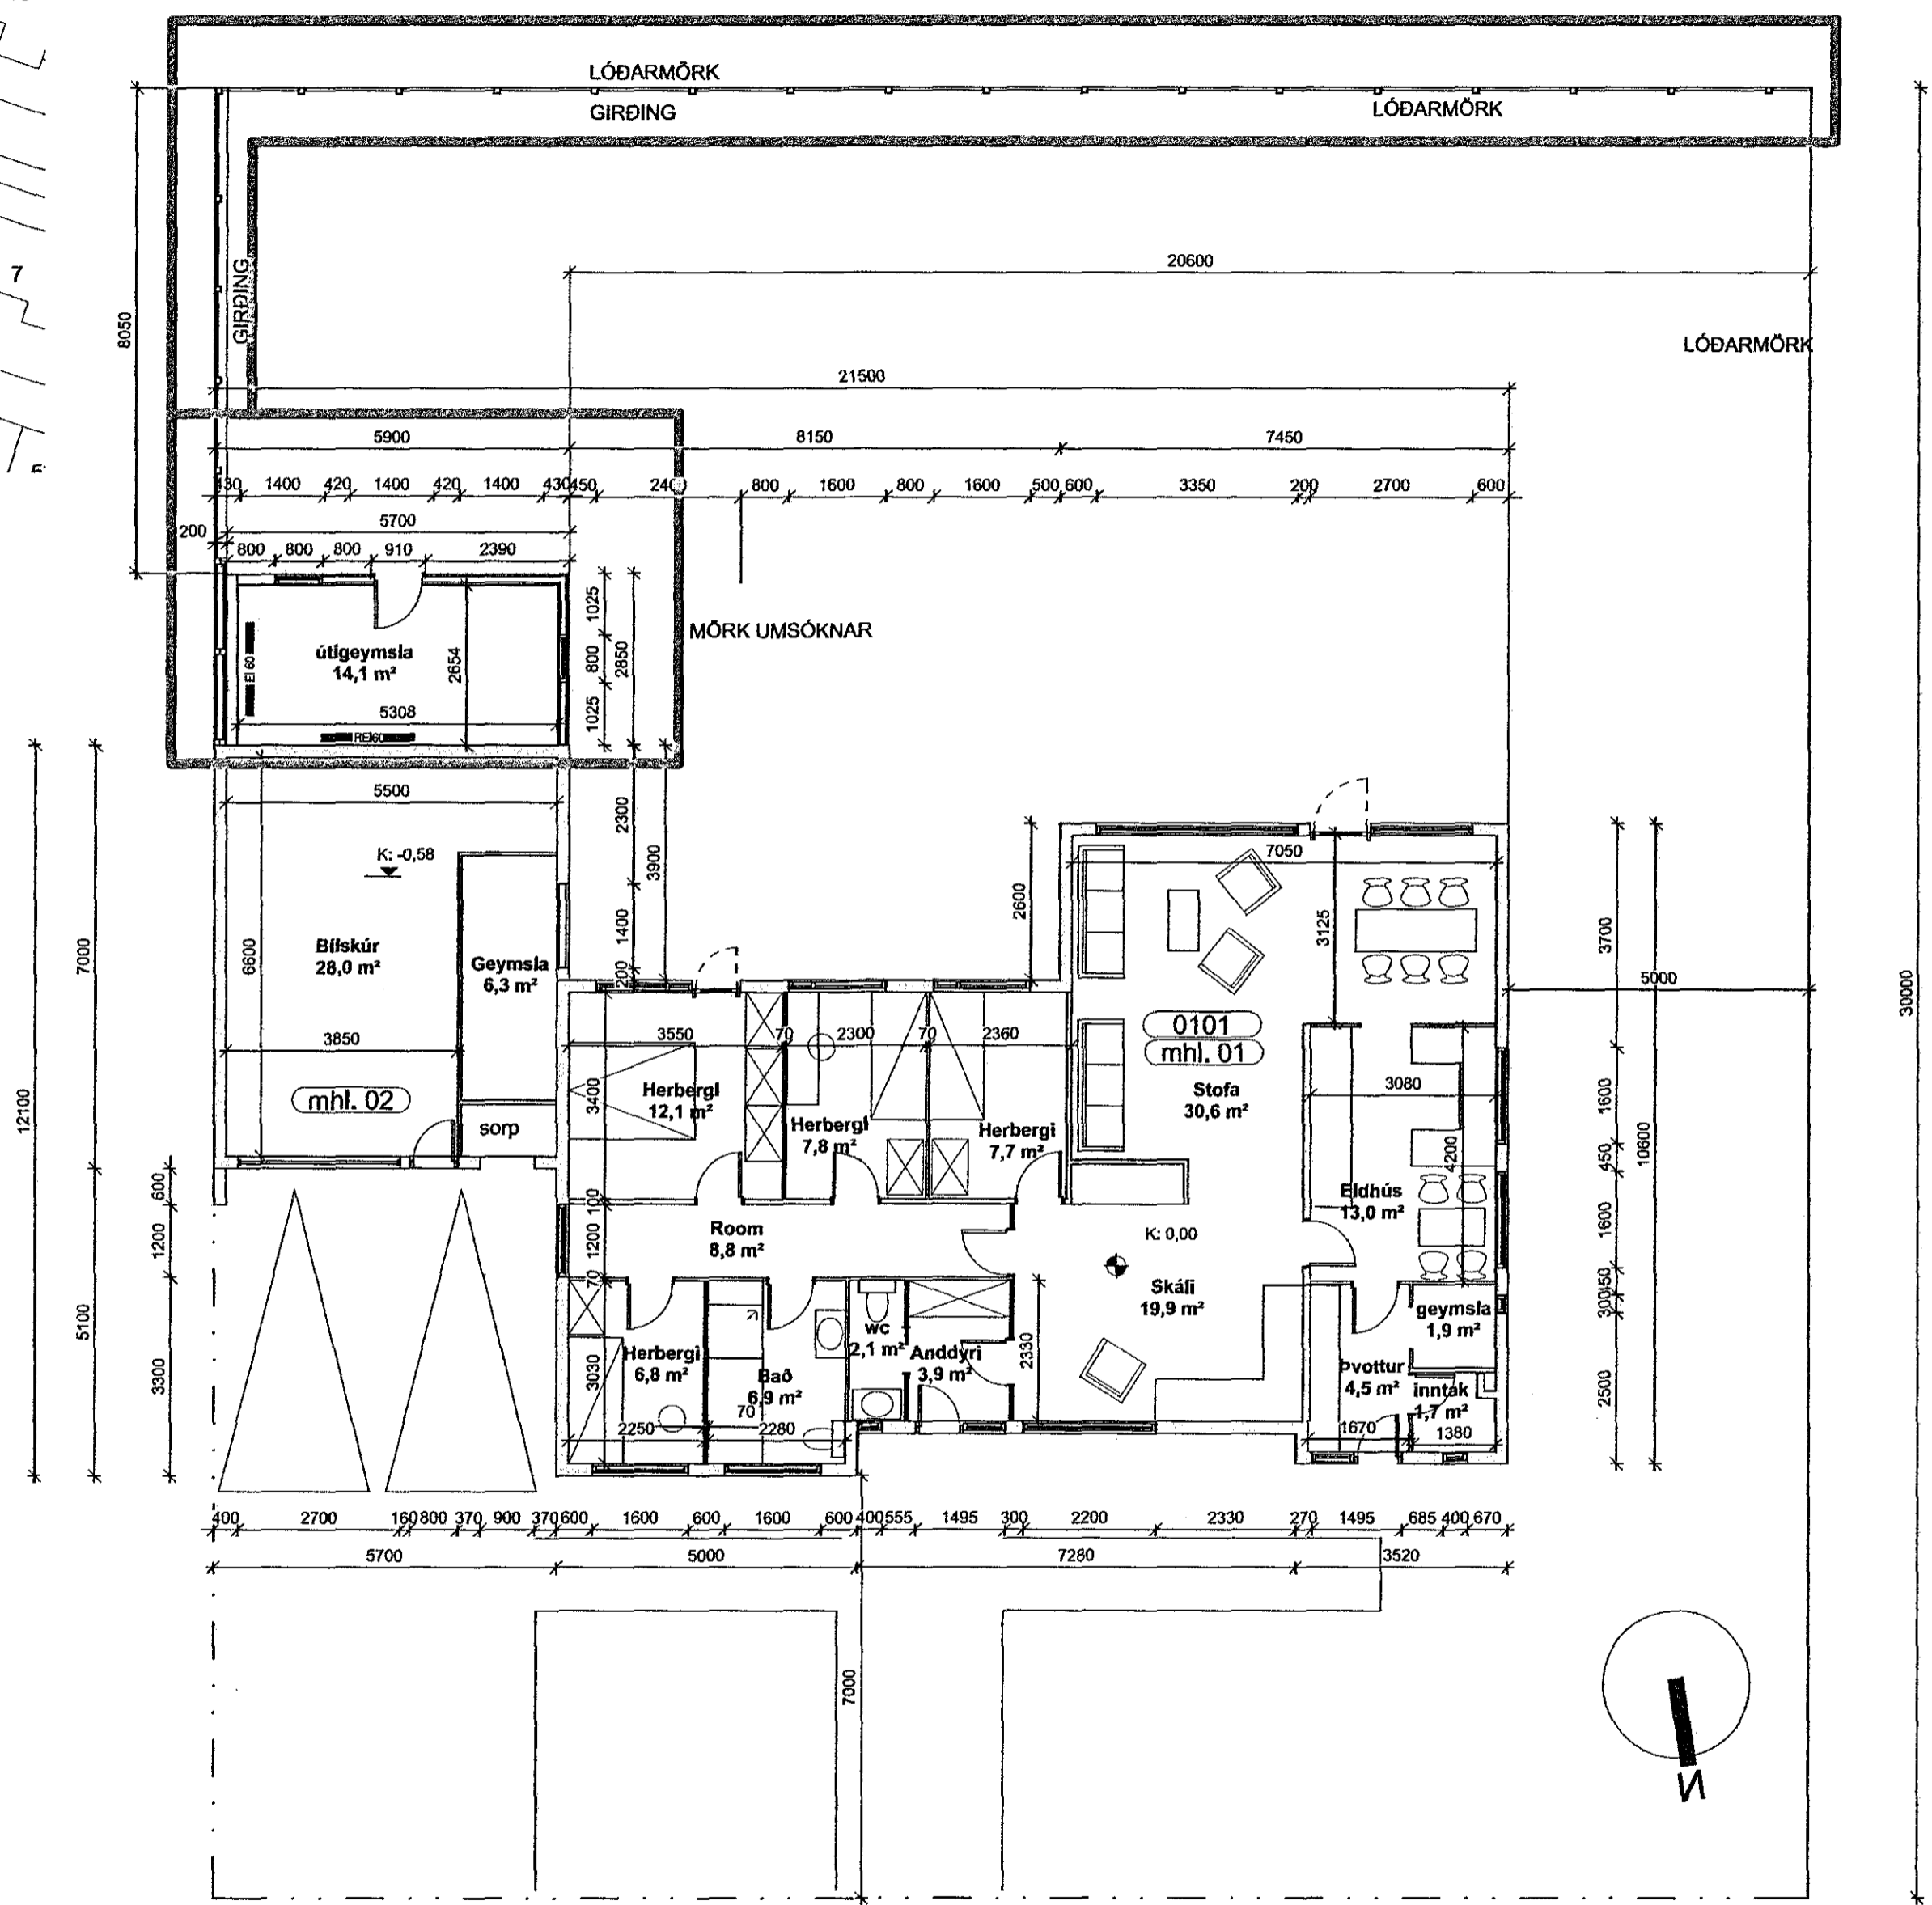 LÓÐARMÖRK
GIRÐING
LÓÐARMÖRK
7
GIRÐING
20600
8050
LÓÐARMÖRK
21500
5900 8150 7450
430 1400 420 1400 420 1400 430 450 2400 800 1600 800 1600 500 600 3350 200 2700 600
5700
200
800 800 800 910 2390
1025
800
1025
2850
MÖRK UMSÓKNAR
EI 60
útigeymsla
14,1 m²
2654
5308
REI60
5500
2300
1400
200
3900
2600
7050
3125
K: -0,58
Bílskúr
28,0 m²
6600
Geymsla
6,3 m²
3850
mhl. 02
sorp
12100
7000
5100
600
1200
3300
3700
5000
30000
1600
450
10600
1600
450
300
2500
3550 70 2300 70 2360
0101
mhl. 01
Stofa
30,6 m²
3080
3400
Herbergi
12,1 m²
Herbergi
7,8 m²
Herbergi
7,7 m²
4200
Eldhús
13,0 m²
100
1200
70
Room
8,8 m²
K: 0,00
Skáli
19,9 m²
geymsla
1,9 m²
wc
2,1 m²
Anddyri
3,9 m²
2330
3030
Herbergi
6,8 m²
Bað
6,9 m²
70
2250 2280
Þvottur
4,5 m²
inntak
1,7 m²
1670 1380
400 2700 160 800 370 900 370 600 1600 600 1600 600 400 555 1495 300 2200 2330 270 1495 685 400 670
5700 5000 7280 3520
7000
N